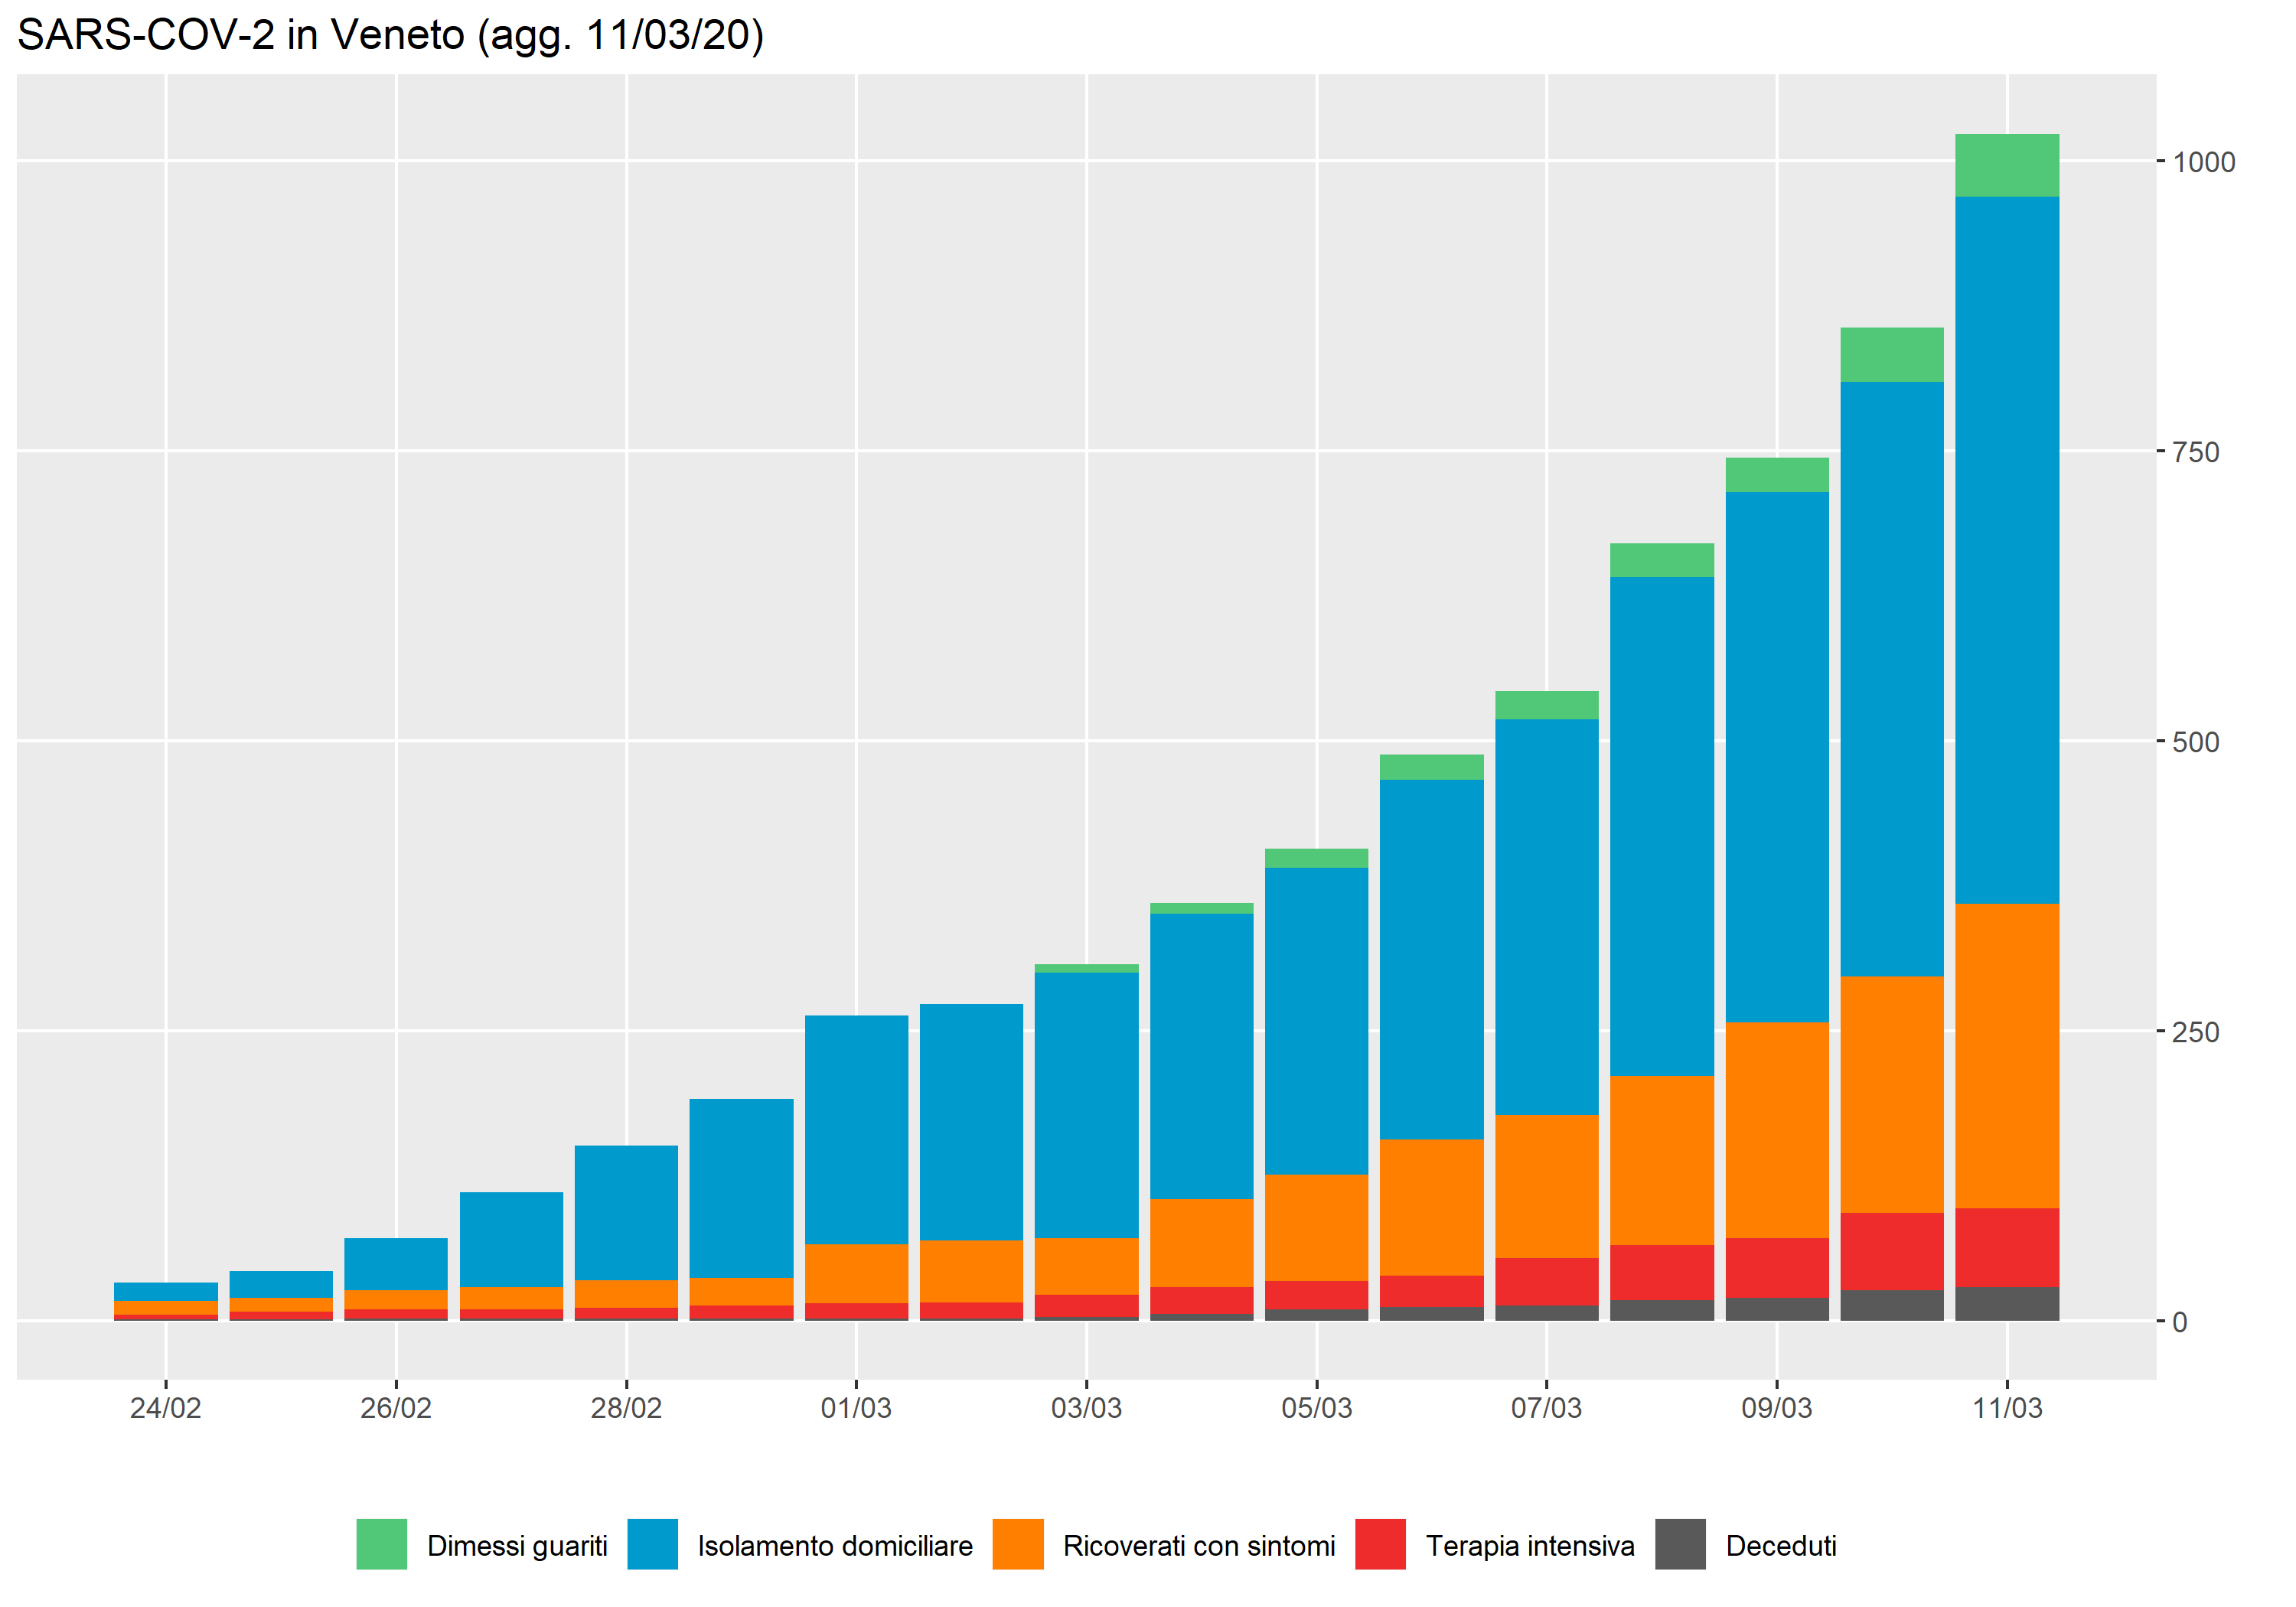 SARS-COV-2 in Veneto (agg. 11/03/20)
1000
750
500
250
0
24/02 26/02 28/02 01/03 03/03 05/03 07/03 09/03 11/03
Dimessi guariti Isolamento domiciliare Ricoverati con sintomi Terapia intensiva Deceduti